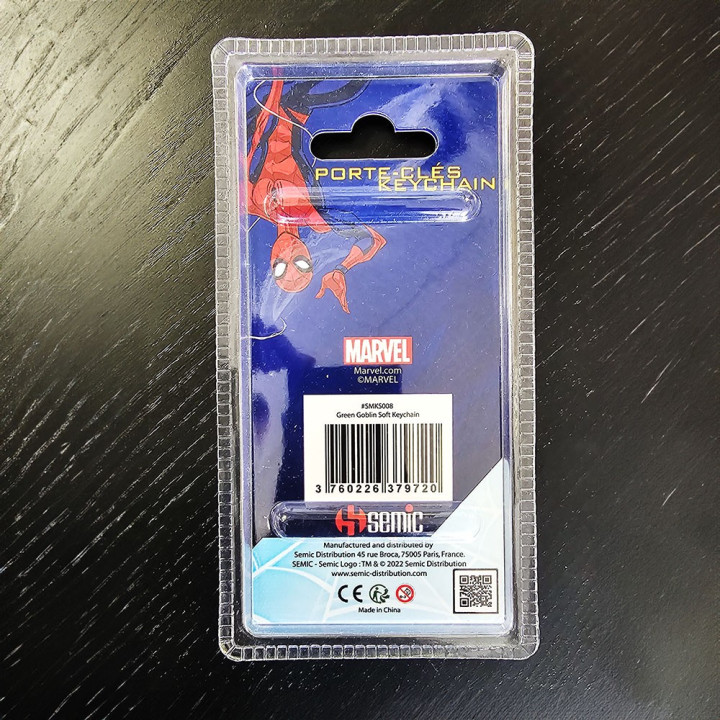 PORTE-CLÉS
KEYCHAIN
MARVEL
Marvel.com
©MARVEL
#SMK5008
Green Goblin Soft Keychain
3 760226 379720
semic
Manufactured and distributed by
Semic Distribution 45 rue Broca, 75005 Paris, France.
SEMIC - Semic Logo : TM & © 2022 Semic Distribution
www.semic-distribution.com
CE
Made in China